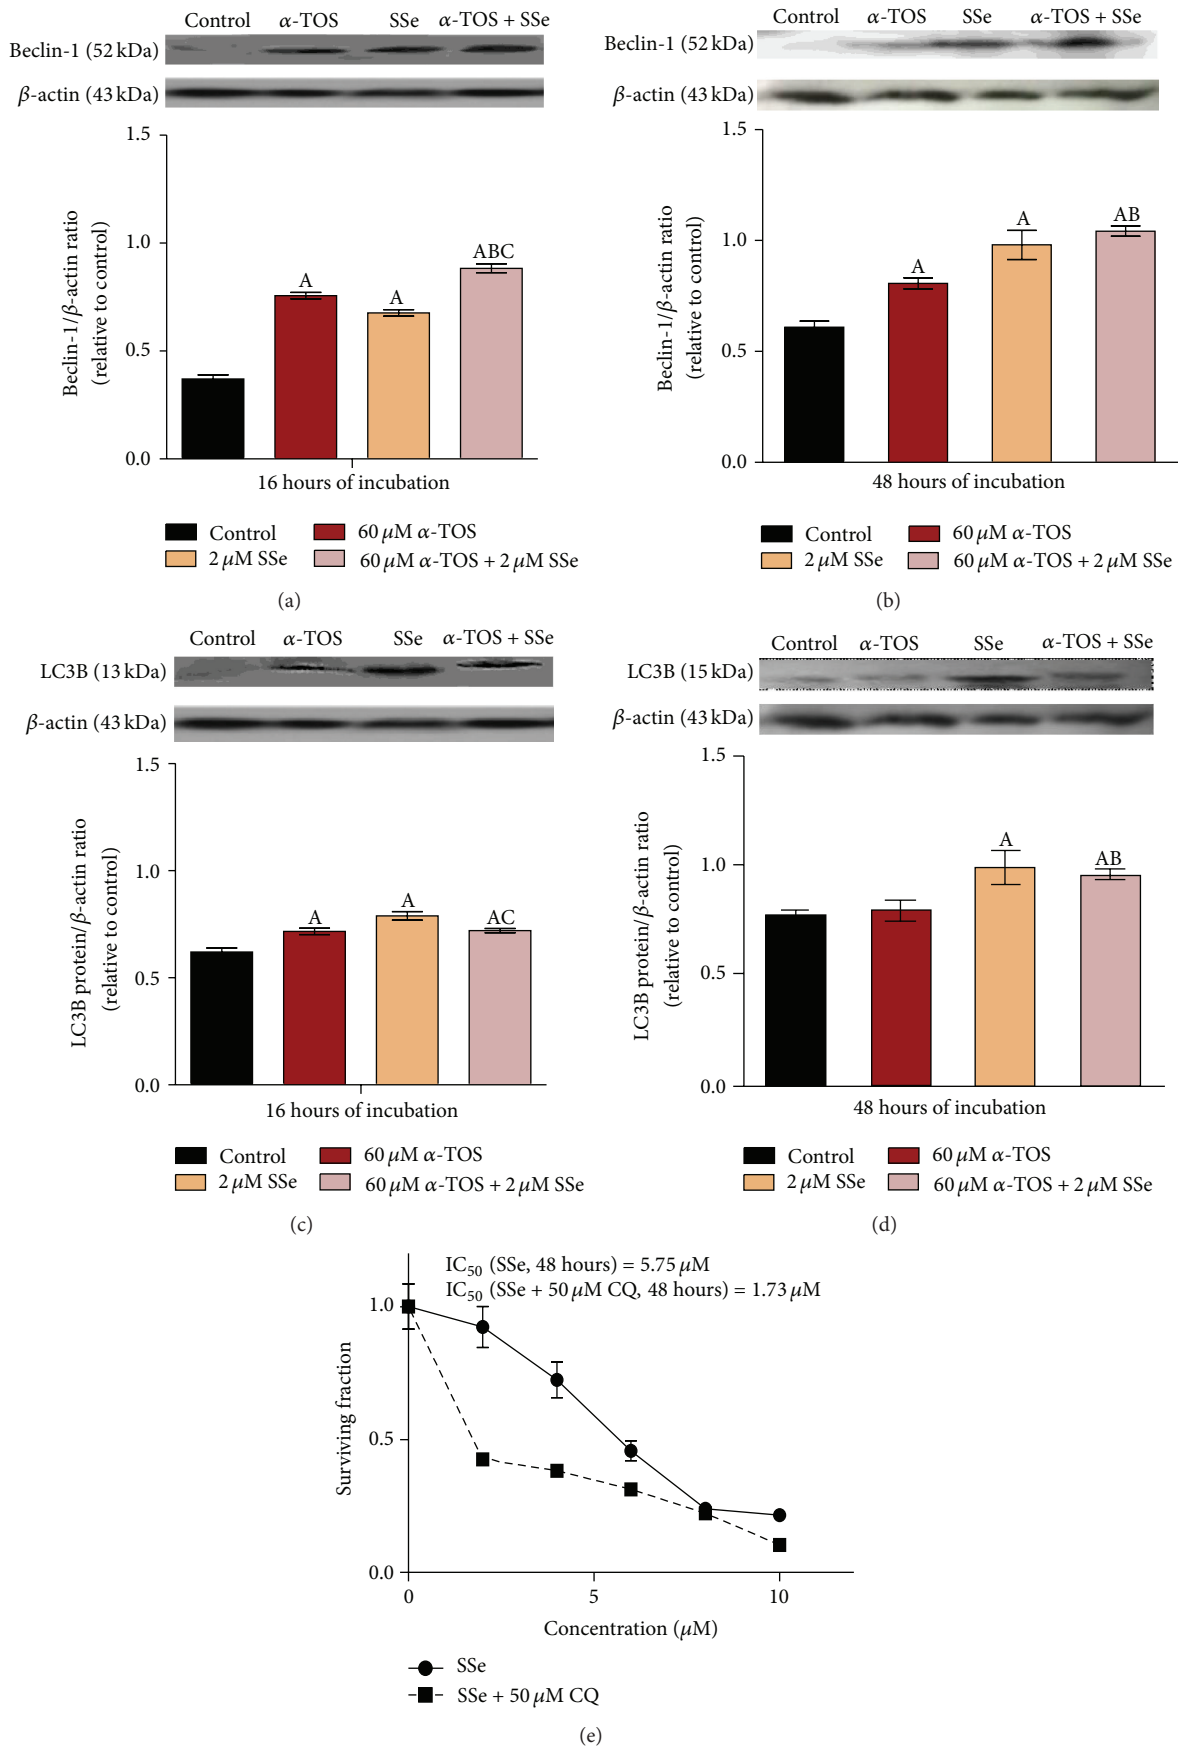 Control α-TOS SSe α-TOS + SSe
Beclin-1 (52 kDa)
β-actin (43 kDa)
1.5
1.0
0.5
0.0
Beclin-1/β-actin ratio
(relative to control)
A
A
ABC
16 hours of incubation
Control 60 μM α-TOS
2 μM SSe 60 μM α-TOS + 2 μM SSe
(a)
Control α-TOS SSe α-TOS + SSe
Beclin-1 (52 kDa)
β-actin (43 kDa)
1.5
1.0
0.5
0.0
Beclin-1/β-actin ratio
(relative to control)
A
A
AB
48 hours of incubation
Control 60 μM α-TOS
2 μM SSe 60 μM α-TOS + 2 μM SSe
(b)
Control α-TOS SSe α-TOS + SSe
LC3B (13 kDa)
β-actin (43 kDa)
1.5
1.0
0.5
0.0
LC3B protein/β-actin ratio
(relative to control)
A
A
AC
16 hours of incubation
Control 60 μM α-TOS
2 μM SSe 60 μM α-TOS + 2 μM SSe
(c)
Control α-TOS SSe α-TOS + SSe
LC3B (15 kDa)
β-actin (43 kDa)
1.5
1.0
0.5
0.0
LC3B protein/β-actin ratio
(relative to control)
A
AB
48 hours of incubation
Control 60 μM α-TOS
2 μM SSe 60 μM α-TOS + 2 μM SSe
(d)
IC50 (SSe, 48 hours) = 5.75 μM
IC50 (SSe + 50 μM CQ, 48 hours) = 1.73 μM
1.0
0.5
0.0
Surviving fraction
0 5 10
Concentration (μM)
SSe
SSe + 50 μM CQ
(e)